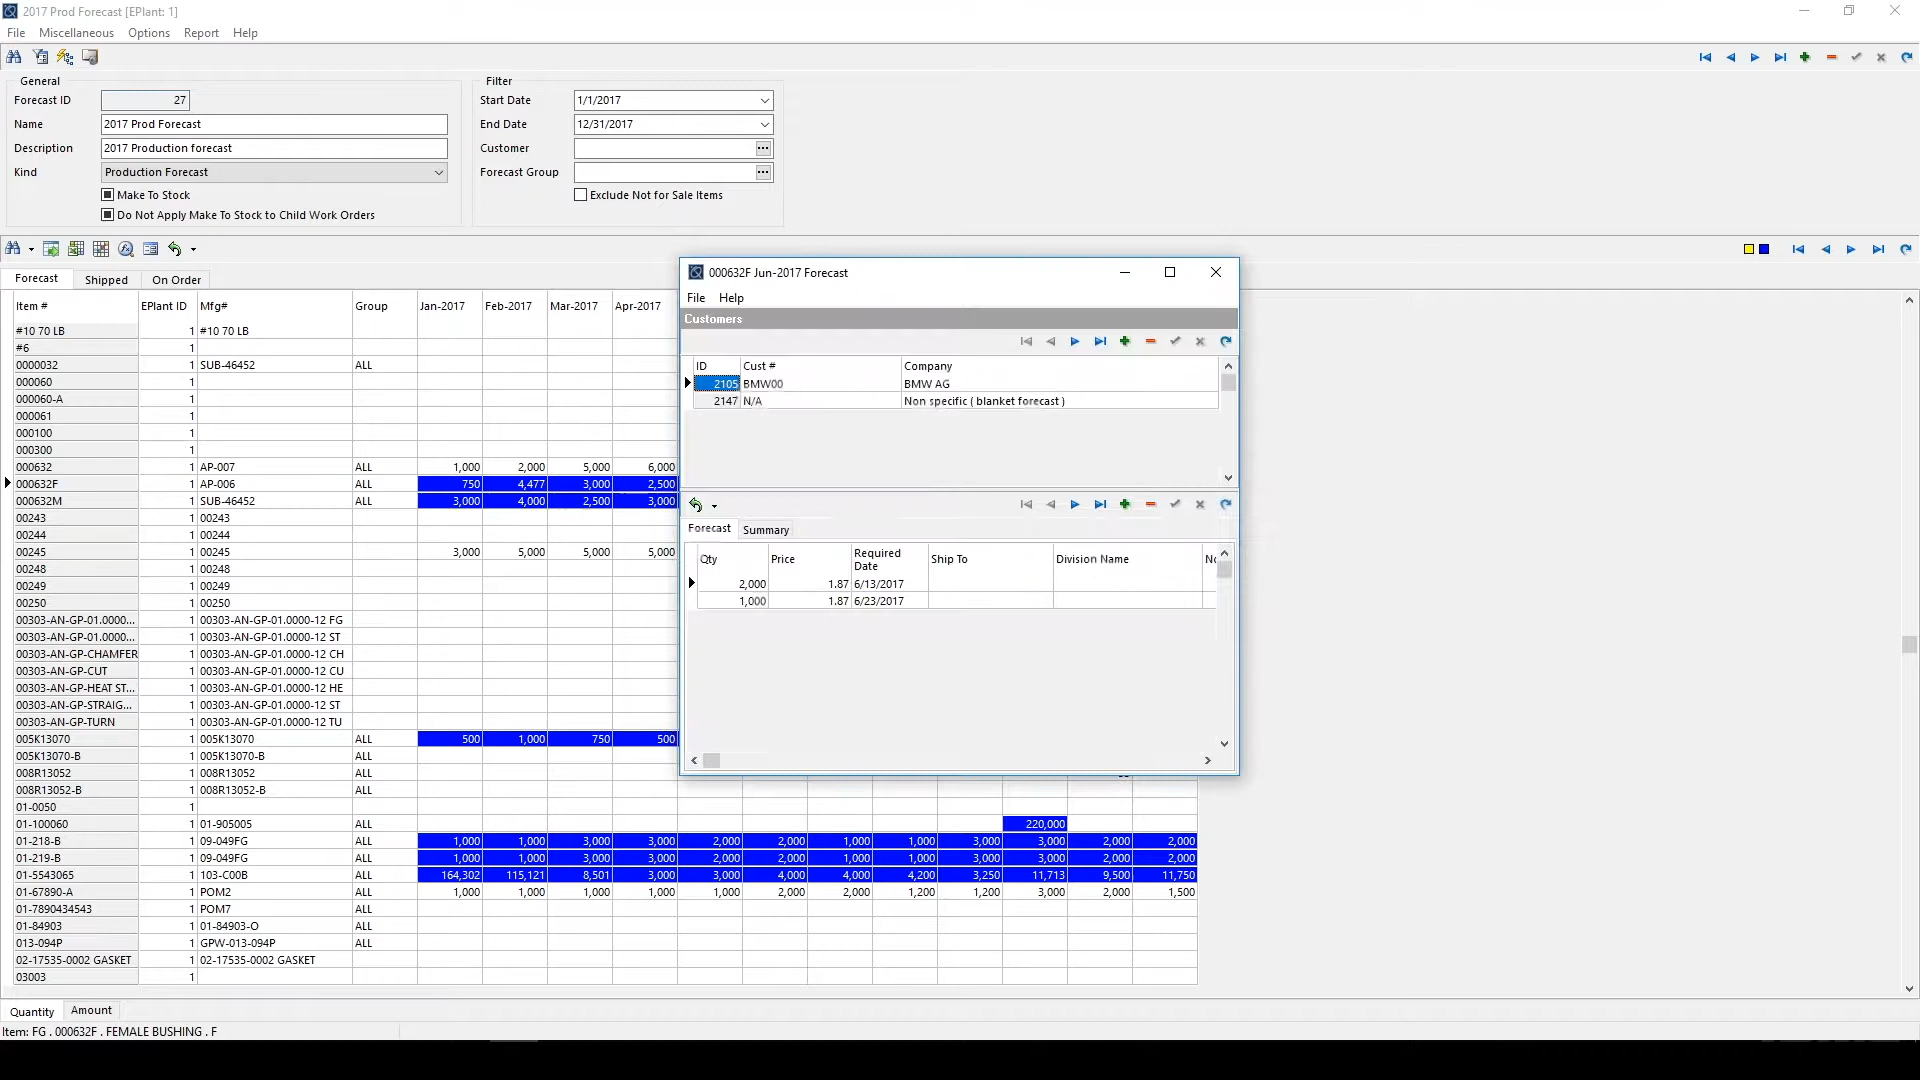 2017 Prod Forecast [EPlant: 1]
File Miscellaneous Options Report Help
General
Forecast ID 27
Name 2017 Prod Forecast
Description 2017 Production forecast
Kind Production Forecast
Make To Stock
Do Not Apply Make To Stock to Child Work Orders
Filter
Start Date 1/1/2017
End Date 12/31/2017
Customer
Forecast Group
Exclude Not for Sale Items
Forecast Shipped On Order
Item # EPlant ID Mfg# Group Jan-2017 Feb-2017 Mar-2017 Apr-2017
#10 70 LB 1 #10 70 LB
#6 1
0000032 1 SUB-46452 ALL
000060 1
000060-A 1
000061 1
000100 1
000300 1
000632 1 AP-007 ALL 1,000 2,000 5,000 6,000
000632F 1 AP-006 ALL 750 4,477 3,000 2,500
000632M 1 SUB-46452 ALL 3,000 4,000 2,500 3,000
00243 1 00243
00244 1 00244
00245 1 00245 3,000 5,000 5,000 5,000
00248 1 00248
00249 1 00249
00250 1 00250
00303-AN-GP-01.0000... 1 00303-AN-GP-01.0000-12 FG
00303-AN-GP-01.0000... 1 00303-AN-GP-01.0000-12 ST
00303-AN-GP-CHAMFER 1 00303-AN-GP-01.0000-12 CH
00303-AN-GP-CUT 1 00303-AN-GP-01.0000-12 CU
00303-AN-GP-HEAT ST... 1 00303-AN-GP-01.0000-12 HE
00303-AN-GP-STRAIG... 1 00303-AN-GP-01.0000-12 ST
00303-AN-GP-TURN 1 00303-AN-GP-01.0000-12 TU
005K13070 1 005K13070 ALL 500 1,000 750 500
005K13070-B 1 005K13070-B ALL
008R13052 1 008R13052 ALL
008R13052-B 1 008R13052-B ALL
01-0050 1
01-100060 1 01-905005 ALL 220,000
01-218-B 1 09-049FG ALL 1,000 1,000 3,000 3,000 2,000 2,000 1,000 1,000 3,000 3,000 2,000 2,000
01-219-B 1 09-049FG ALL 1,000 1,000 3,000 3,000 2,000 2,000 1,000 1,000 3,000 3,000 2,000 2,000
01-5543065 1 103-C00B ALL 164,302 115,121 8,501 3,000 3,000 4,000 4,000 4,200 3,250 11,713 9,500 11,750
01-67890-A 1 POM2 ALL 1,000 1,000 1,000 1,000 1,000 2,000 2,000 1,200 1,200 3,000 2,000 1,500
01-7890434543 1 POM7 ALL
01-84903 1 01-84903-O ALL
013-094P 1 GPW-013-094P ALL
02-17535-0002 GASKET 1 02-17535-0002 GASKET
03003 1
000632F Jun-2017 Forecast
File Help
Customers
ID Cust # Company
2105 BMW00 BMW AG
2147 N/A Non specific ( blanket forecast )
Forecast Summary
Qty Price Required Date Ship To Division Name
2,000 1.87 6/13/2017
1,000 1.87 6/23/2017
Quantity Amount
Item: FG . 000632F . FEMALE BUSHING . F